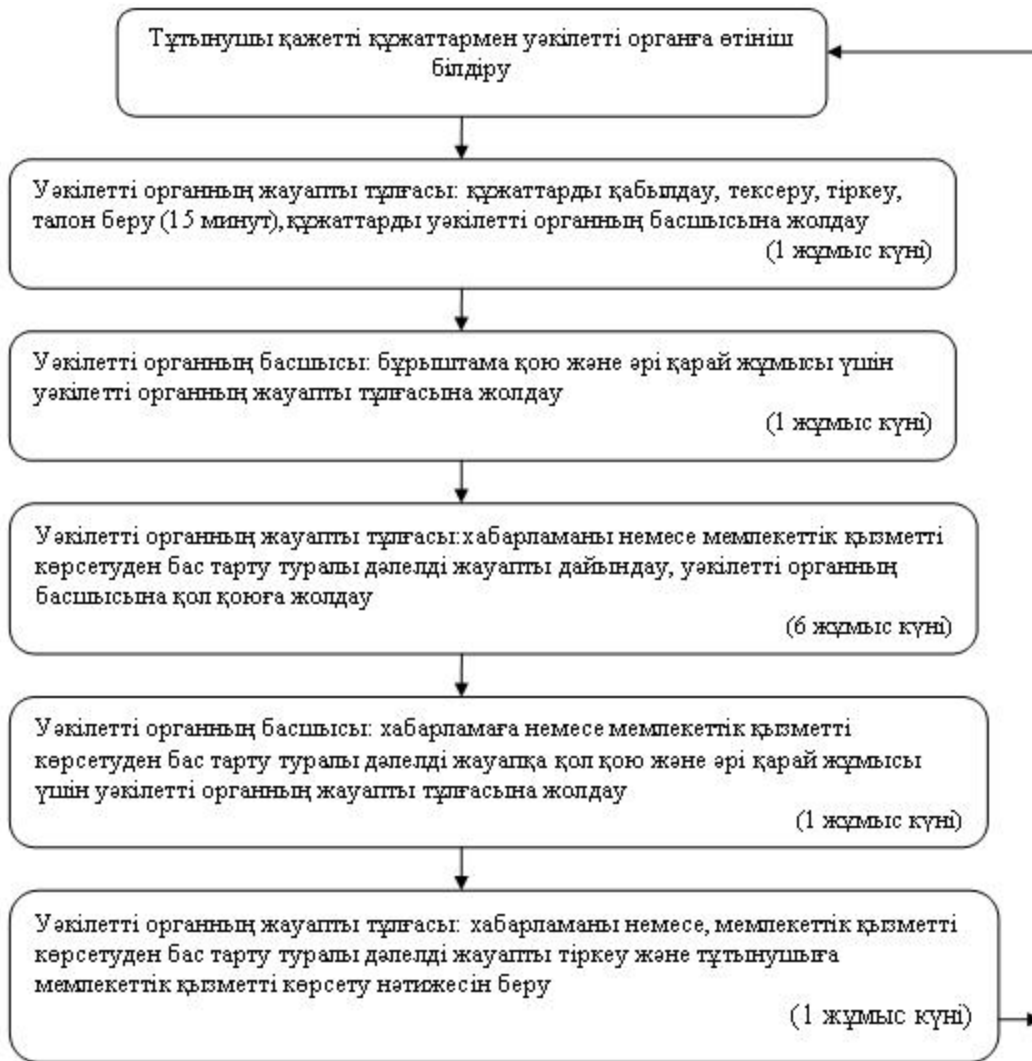 Тұтынушы қажетті құжаттармен уәкілетті органға өтініш
білдіру
Уәкілетті органның жауапты тұлғасы: құжаттарды қабылдау, тексеру, тіркеу,
талон беру (15 минут),құжаттарды уәкілетті органның басшысына жолдау
(1 жұмыс күні)
Уәкілетті органның басшысы: бұрыштама қою және әрі қарай жұмысы үшін
уәкілетті органның жауапты тұлғасына жолдау
(1 жұмыс күні)
Уәкілетті органның жауапты тұлғасы:хабарламаны немесе мемлекеттік қызметті
көрсетуден бас тарту туралы дәлелді жауапты дайындау, уәкілетті органның
басшысына қол қоюға жолдау
(6 жұмыс күні)
Уәкілетті органның басшысы: хабарламаға немесе мемлекеттік қызметті
көрсетуден бас тарту туралы дәлелді жауапқа қол қою және әрі қарай жұмысы
үшін уәкілетті органның жауапты тұлғасына жолдау
(1 жұмыс күні)
Уәкілетті органның жауапты тұлғасы: хабарламаны немесе, мемлекеттік қызметті
көрсетуден бас тарту туралы дәлелді жауапты тіркеу және тұтынушыға
мемлекеттік қызметті көрсету нәтижесін беру
(1 жұмыс күні)